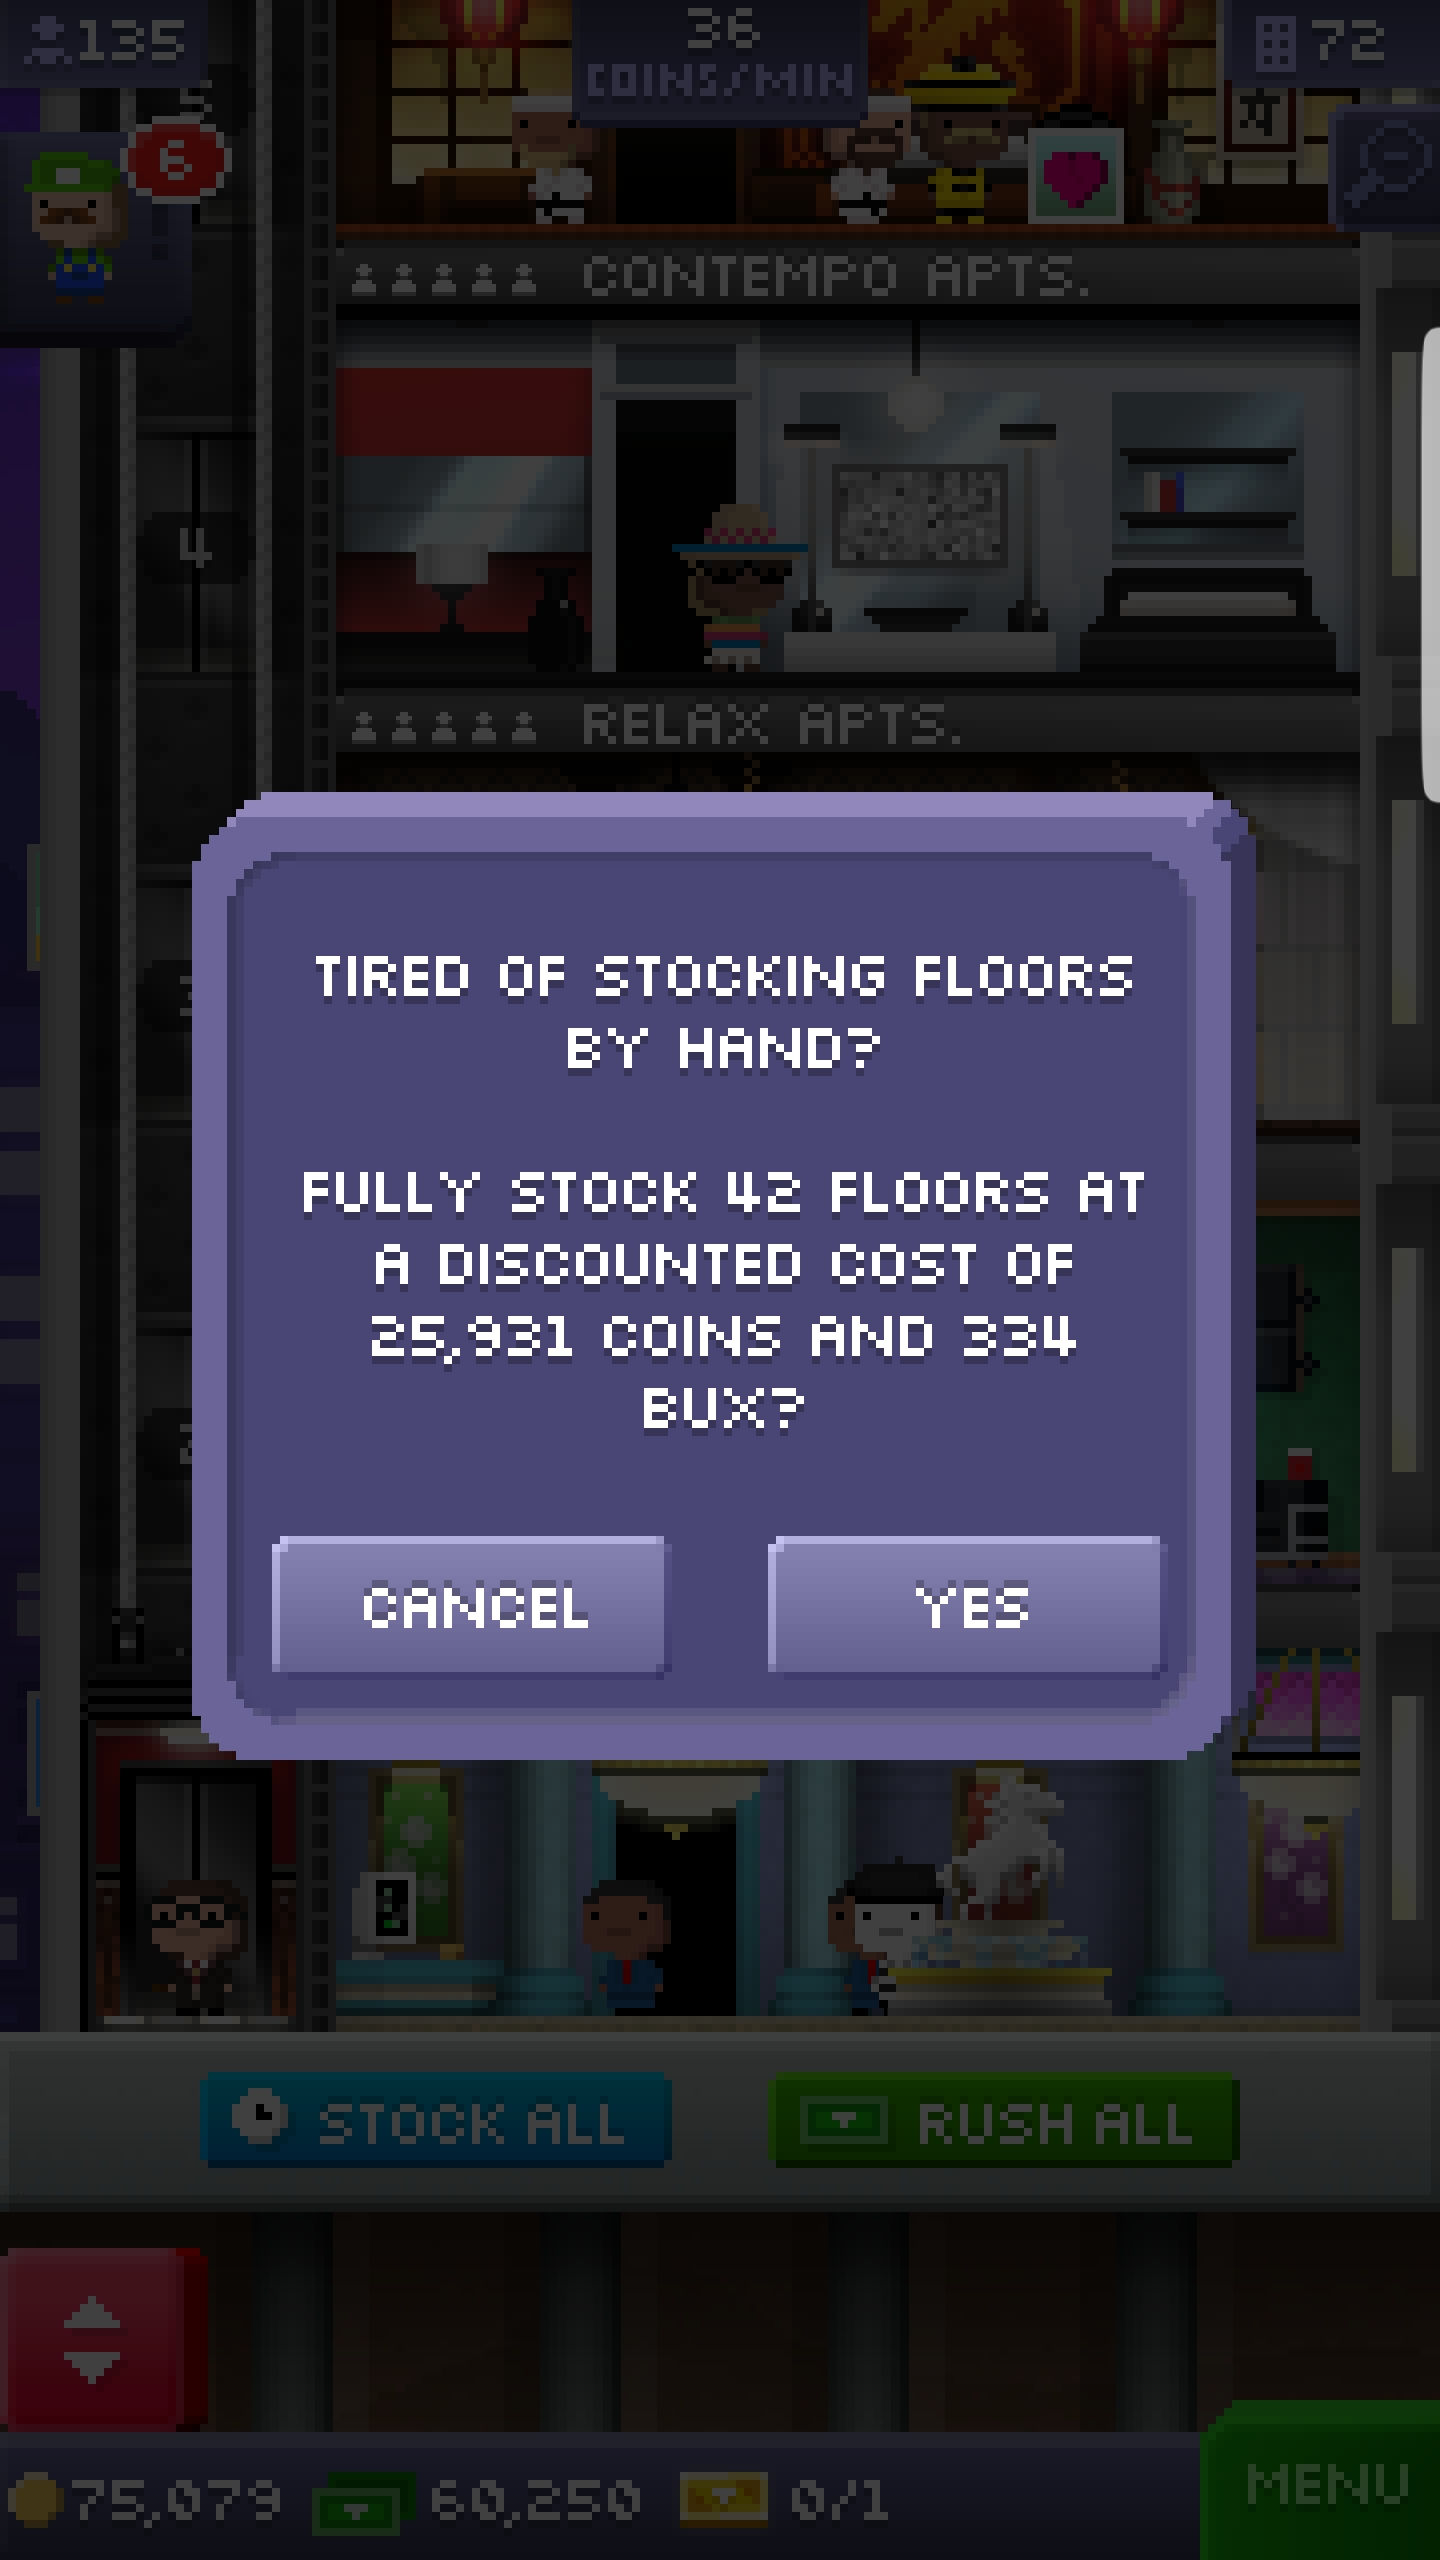 135
36
COINS/MIN
72
5
6
CONTEMPO APTS.
4
RELAX APTS.
TIRED OF STOCKING FLOORS
BY HAND?
FULLY STOCK 42 FLOORS AT
A DISCOUNTED COST OF
25,931 COINS AND 334
BUX?
CANCEL
YES
STOCK ALL
RUSH ALL
75,079
60,250
0/1
MENU